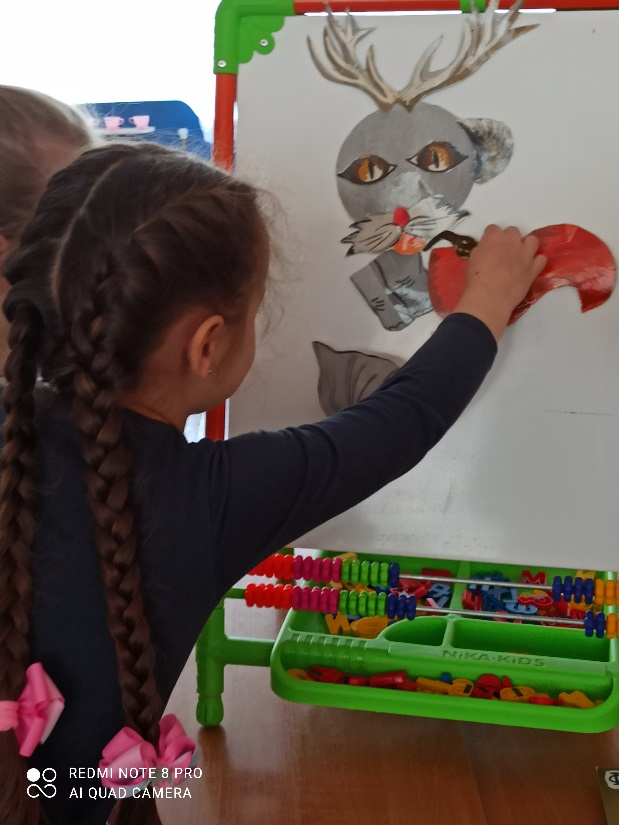 NiKA-KiDS
REDMI NOTE 8 PRO
AI QUAD CAMERA